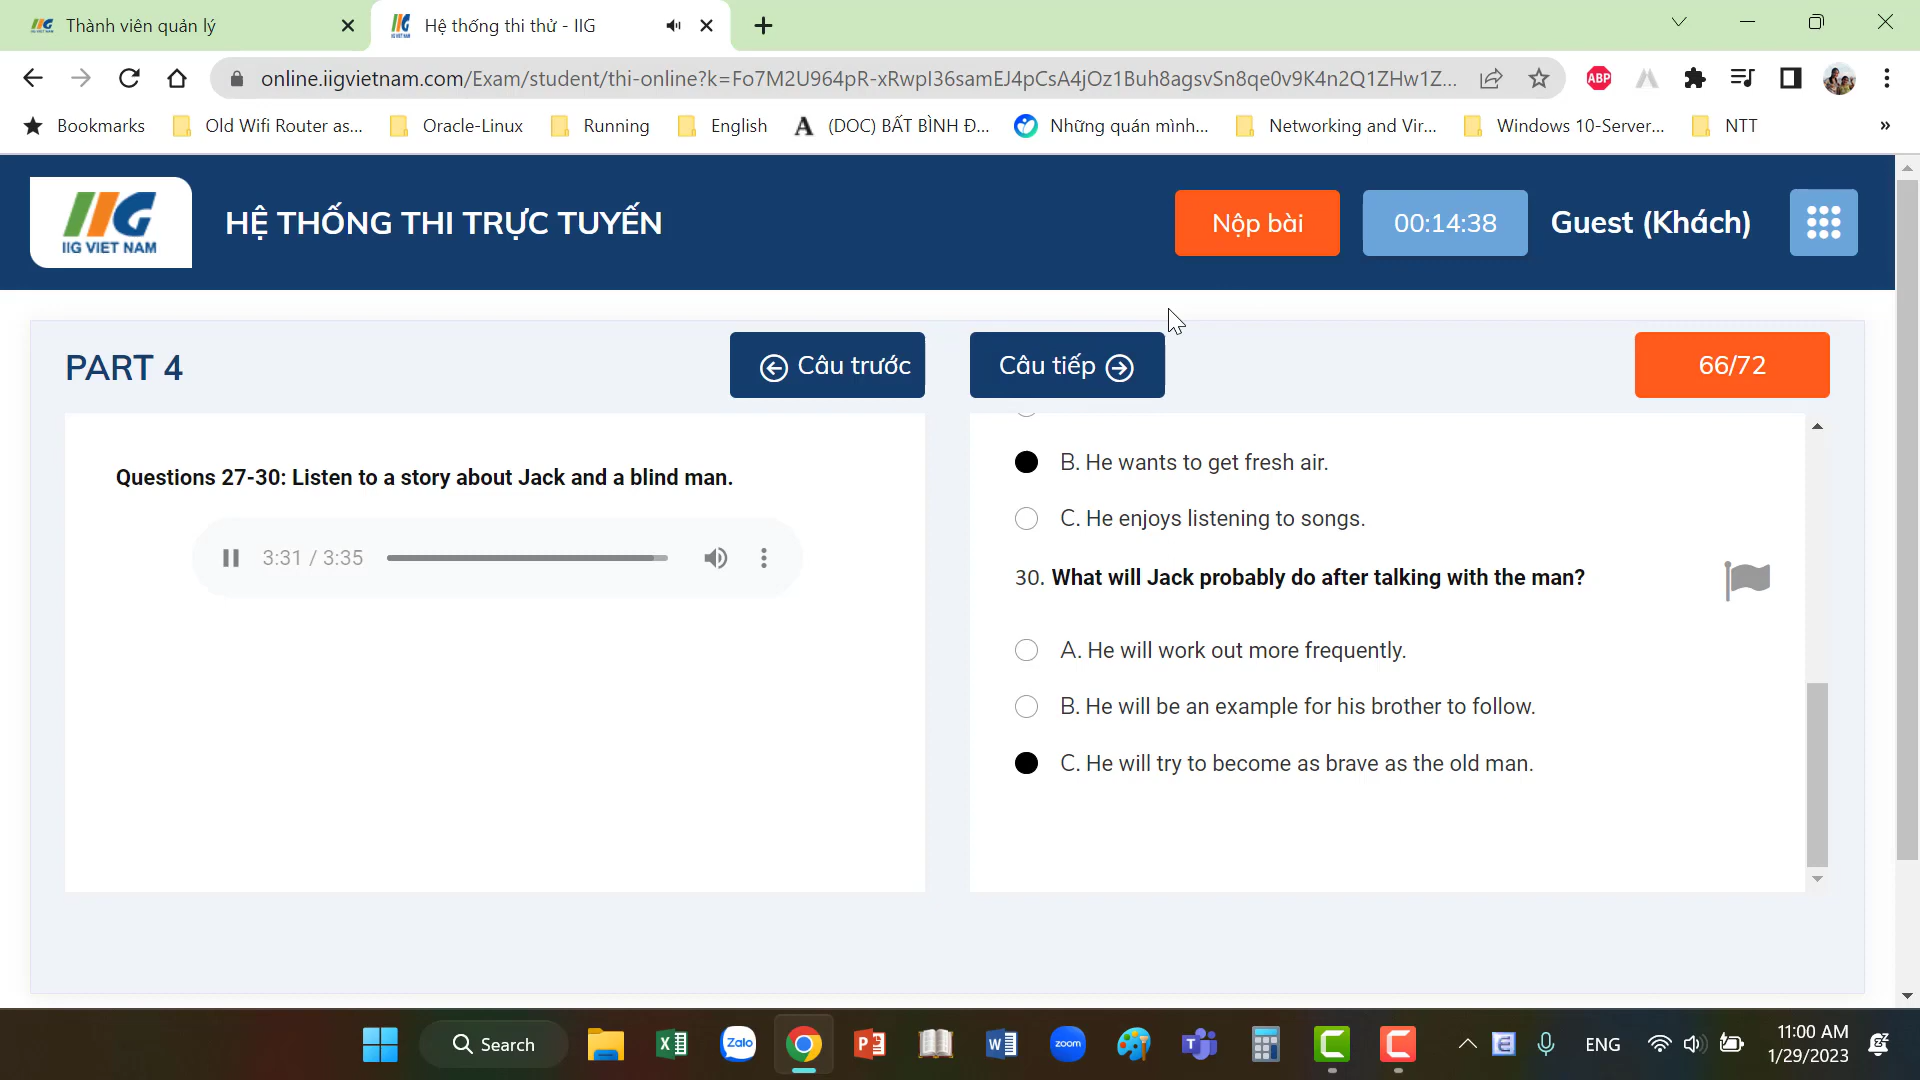 Thành viên quản lý
Hệ thống thi thử - IIG
online.iigvietnam.com/Exam/student/thi-online?k=Fo7M2U964pR-xRwpI36samEJ4pCsA4jOz1Buh8agsvSn8qe0v9K4n2Q1ZHw1Z...
ABP
Bookmarks
Old Wifi Router as...
Oracle-Linux
Running
English
(DOC) BẤT BÌNH Đ...
Những quán mình...
Networking and Vir...
Windows 10-Server...
NTT
»
IIG VIET NAM
HỆ THỐNG THI TRỰC TUYẾN
Nộp bài
00:14:38
Guest (Khách)
PART 4
Câu trước
Câu tiếp
66/72
Questions 27-30: Listen to a story about Jack and a blind man.
3:31 / 3:35
B. He wants to get fresh air.
C. He enjoys listening to songs.
30. What will Jack probably do after talking with the man?
A. He will work out more frequently.
B. He will be an example for his brother to follow.
C. He will try to become as brave as the old man.
Search
Zalo
zoom
ENG
11:00 AM
1/29/2023